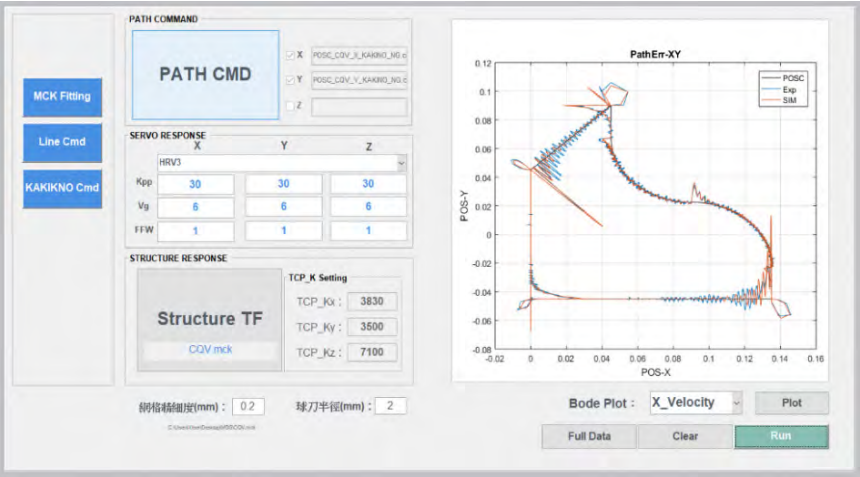 MCK Fitting
Line Cmd
KAKIKNO Cmd
PATH COMMAND
PATH CMD
X POSC_CQV_X_KAKIKNO_NO.c
Y POSC_CQV_Y_KAKIKNO_NO.c
Z
SERVO RESPONSE
X Y Z
HRV3
Kpp 30 30 30
Vg 6 6 6
FFW 1 1 1
STRUCTURE RESPONSE
Structure TF
CQV mck
TCP_K Setting
TCP_Kx : 3830
TCP_Ky : 3500
TCP_Kz : 7100
網格精細度(mm) : 0.2
球刀半徑(mm) : 2
PathErr-XY
POSC
Exp
SIM
POS-Y
0.12
0.1
0.08
0.06
0.04
0.02
0
-0.02
-0.04
-0.06
-0.08
-0.02 0 0.02 0.04 0.06 0.08 0.1 0.12 0.14 0.16
POS-X
Bode Plot : X_Velocity Plot
Full Data Clear Run